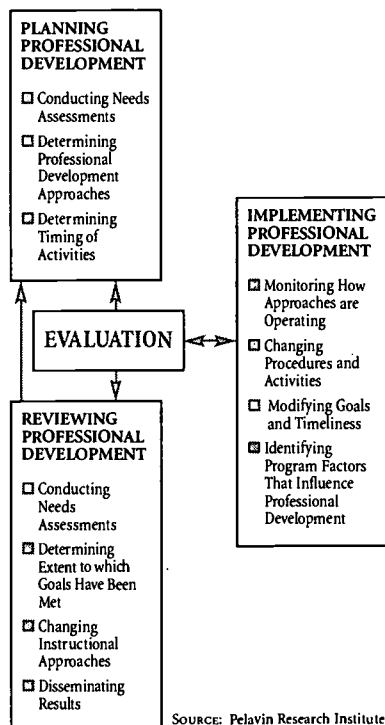 PLANNING
PROFESSIONAL
DEVELOPMENT
Conducting Needs
Assessments
Determining
Professional
Development
Approaches
Determining
Timing of
Activities
EVALUATION
IMPLEMENTING
PROFESSIONAL
DEVELOPMENT
Monitoring How
Approaches are
Operating
Changing
Procedures and
Activities
Modifying Goals
and Timeliness
Identifying
Program Factors
That Influence
Professional
Development
REVIEWING
PROFESSIONAL
DEVELOPMENT
Conducting
Needs
Assessments
Determining
Extent to which
Goals Have Been
Met
Changing
Instructional
Approaches
Disseminating
Results
SOURCE: Pelavin Research Institute